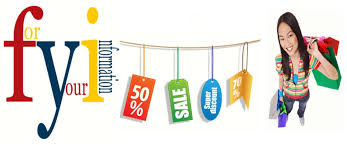 for
your
information
50
%
SALE
Super
discount
70
%